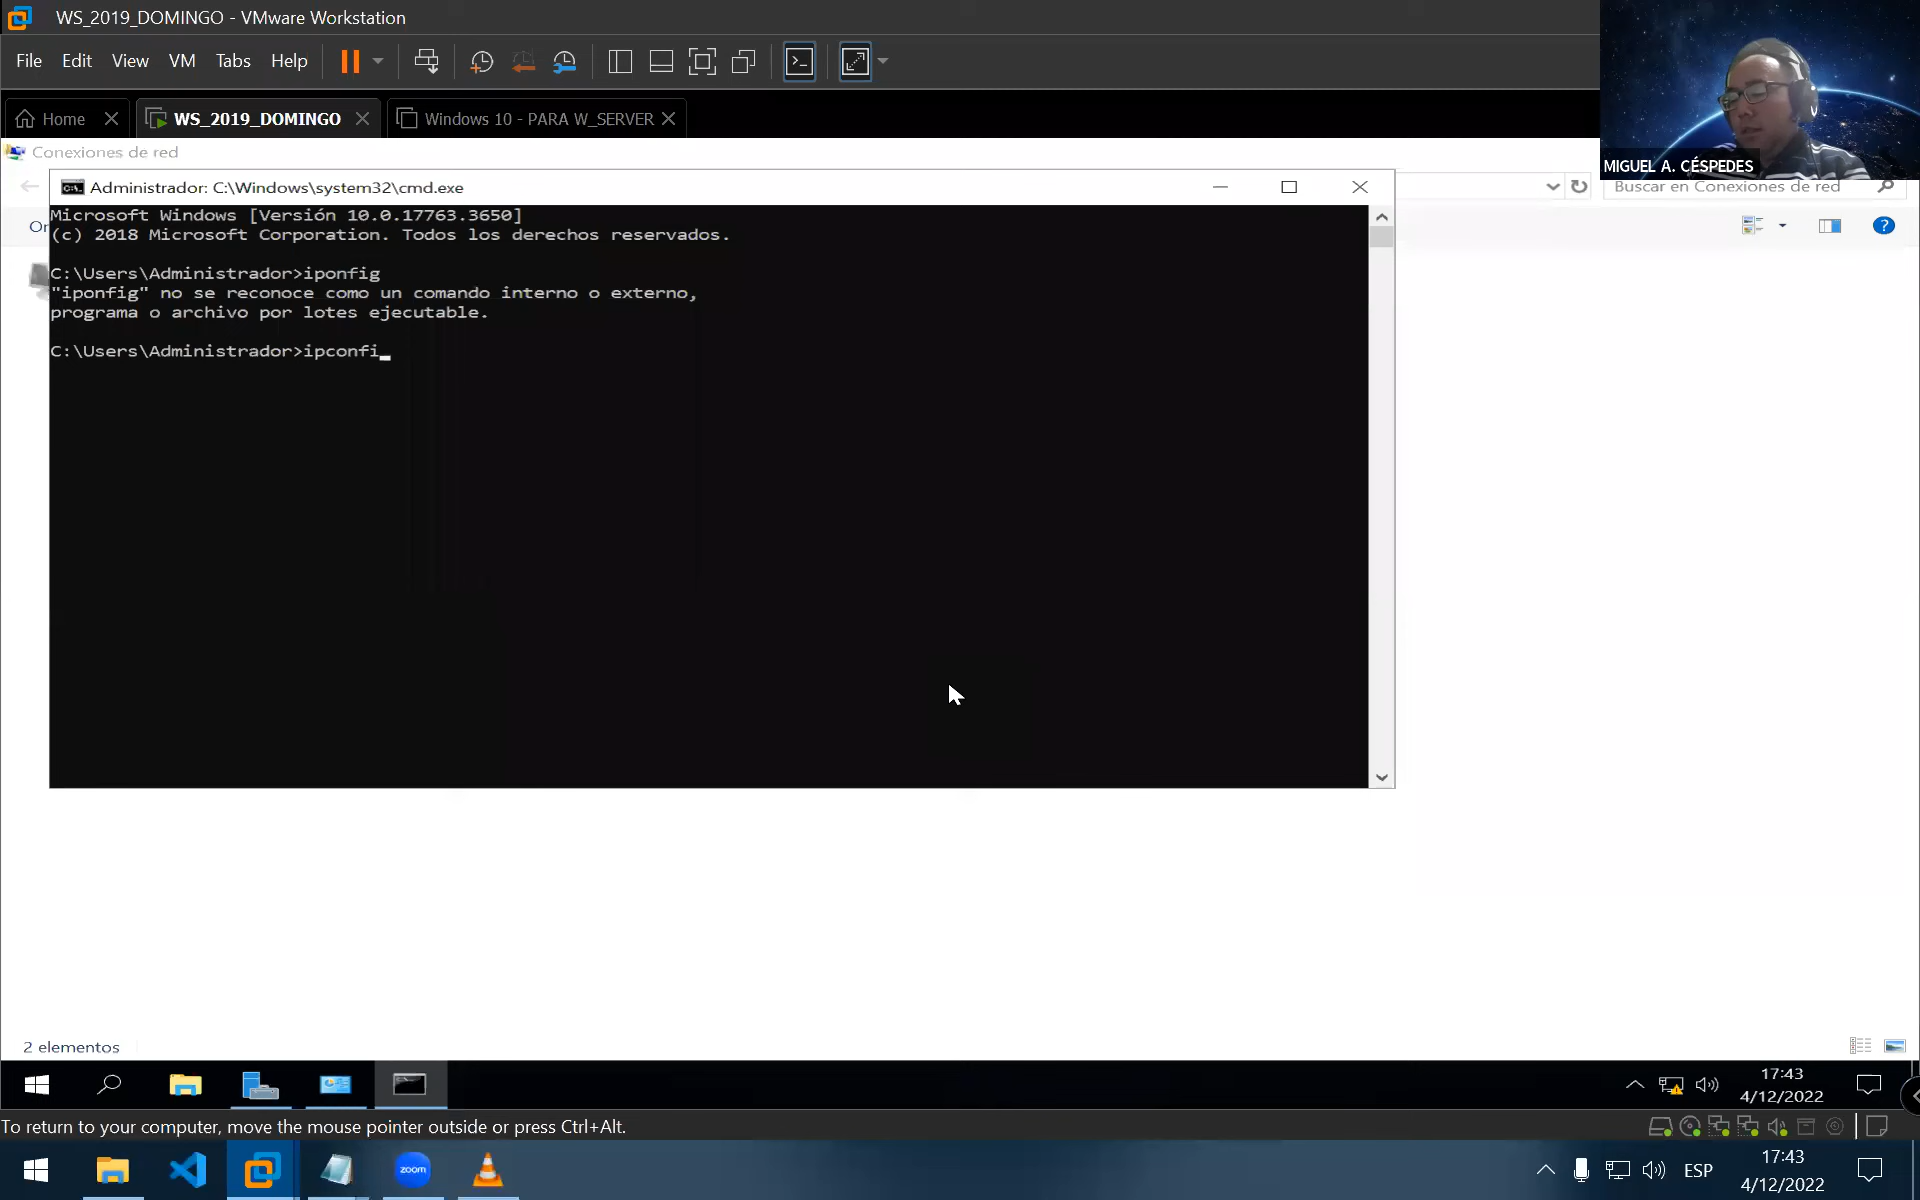 WS_2019_DOMINGO - VMware Workstation
File Edit View VM Tabs Help
Home WS_2019_DOMINGO Windows 10 - PARA W_SERVER
MIGUEL A. CÉSPEDES
Conexiones de red
Buscar en Conexiones de red
Or
Administrador: C:\Windows\system32\cmd.exe
Microsoft Windows [Versión 10.0.17763.3650]
(c) 2018 Microsoft Corporation. Todos los derechos reservados.
C:\Users\Administrador>iponfig
"iponfig" no se reconoce como un comando interno o externo,
programa o archivo por lotes ejecutable.
C:\Users\Administrador>ipconfi_
2 elementos
17:43
4/12/2022
To return to your computer, move the mouse pointer outside or press Ctrl+Alt.
zoom
ESP
17:43
4/12/2022